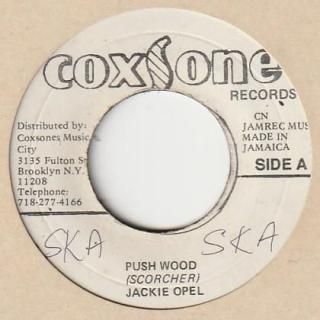 coxsone
RECORDS
Distributed by:
Coxsones Music
City
3135 Fulton S
Brooklyn N.Y.
11208
Telephone:
718-277-4166
CN
JAMREC MUS
MADE IN
JAMAICA
SIDE A
SKA
SKA
PUSH WOOD
(SCORCHER)
JACKIE OPEL